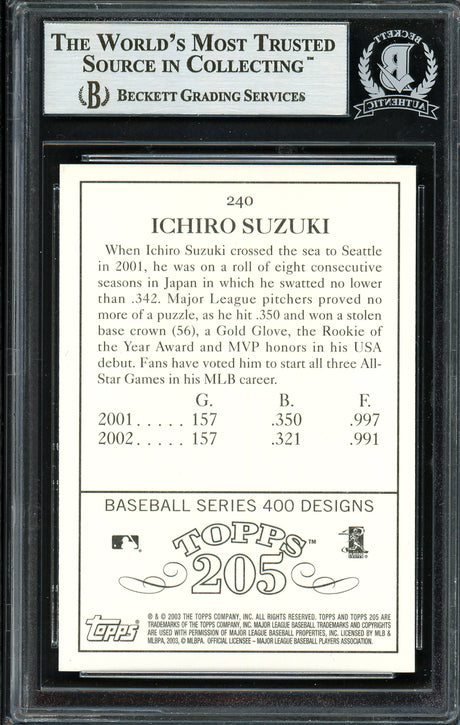 THE WORLD'S MOST TRUSTED
SOURCE IN COLLECTING™
B BECKETT GRADING SERVICES
BECKETT
B
AUTHENTIC
240
ICHIRO SUZUKI
When Ichiro Suzuki crossed the sea to Seattle
in 2001, he was on a roll of eight consecutive
seasons in Japan in which he swatted no lower
than .342. Major League pitchers proved no
more of a puzzle, as he hit .350 and won a stolen
base crown (56), a Gold Glove, the Rookie of
the Year Award and MVP honors in his USA
debut. Fans have voted him to start all three All-
Star Games in his MLB career.
G. B. F.
2001 . . . . . 157 .350 .997
2002 . . . . . 157 .321 .991
BASEBALL SERIES 400 DESIGNS
TOPPS™
205
Topps
® & © 2003 THE TOPPS COMPANY, INC. ALL RIGHTS RESERVED. TOPPS AND TOPPS 205 ARE
TRADEMARKS OF THE TOPPS COMPANY, INC. MAJOR LEAGUE BASEBALL TRADEMARKS AND COPYRIGHTS
ARE USED WITH PERMISSION OF MAJOR LEAGUE BASEBALL PROPERTIES, INC. LICENSED BY MLB &
MLBPA, 2003, © MLBPA. OFFICIAL LICENSEE – MAJOR LEAGUE BASEBALL PLAYERS ASSOCIATION.